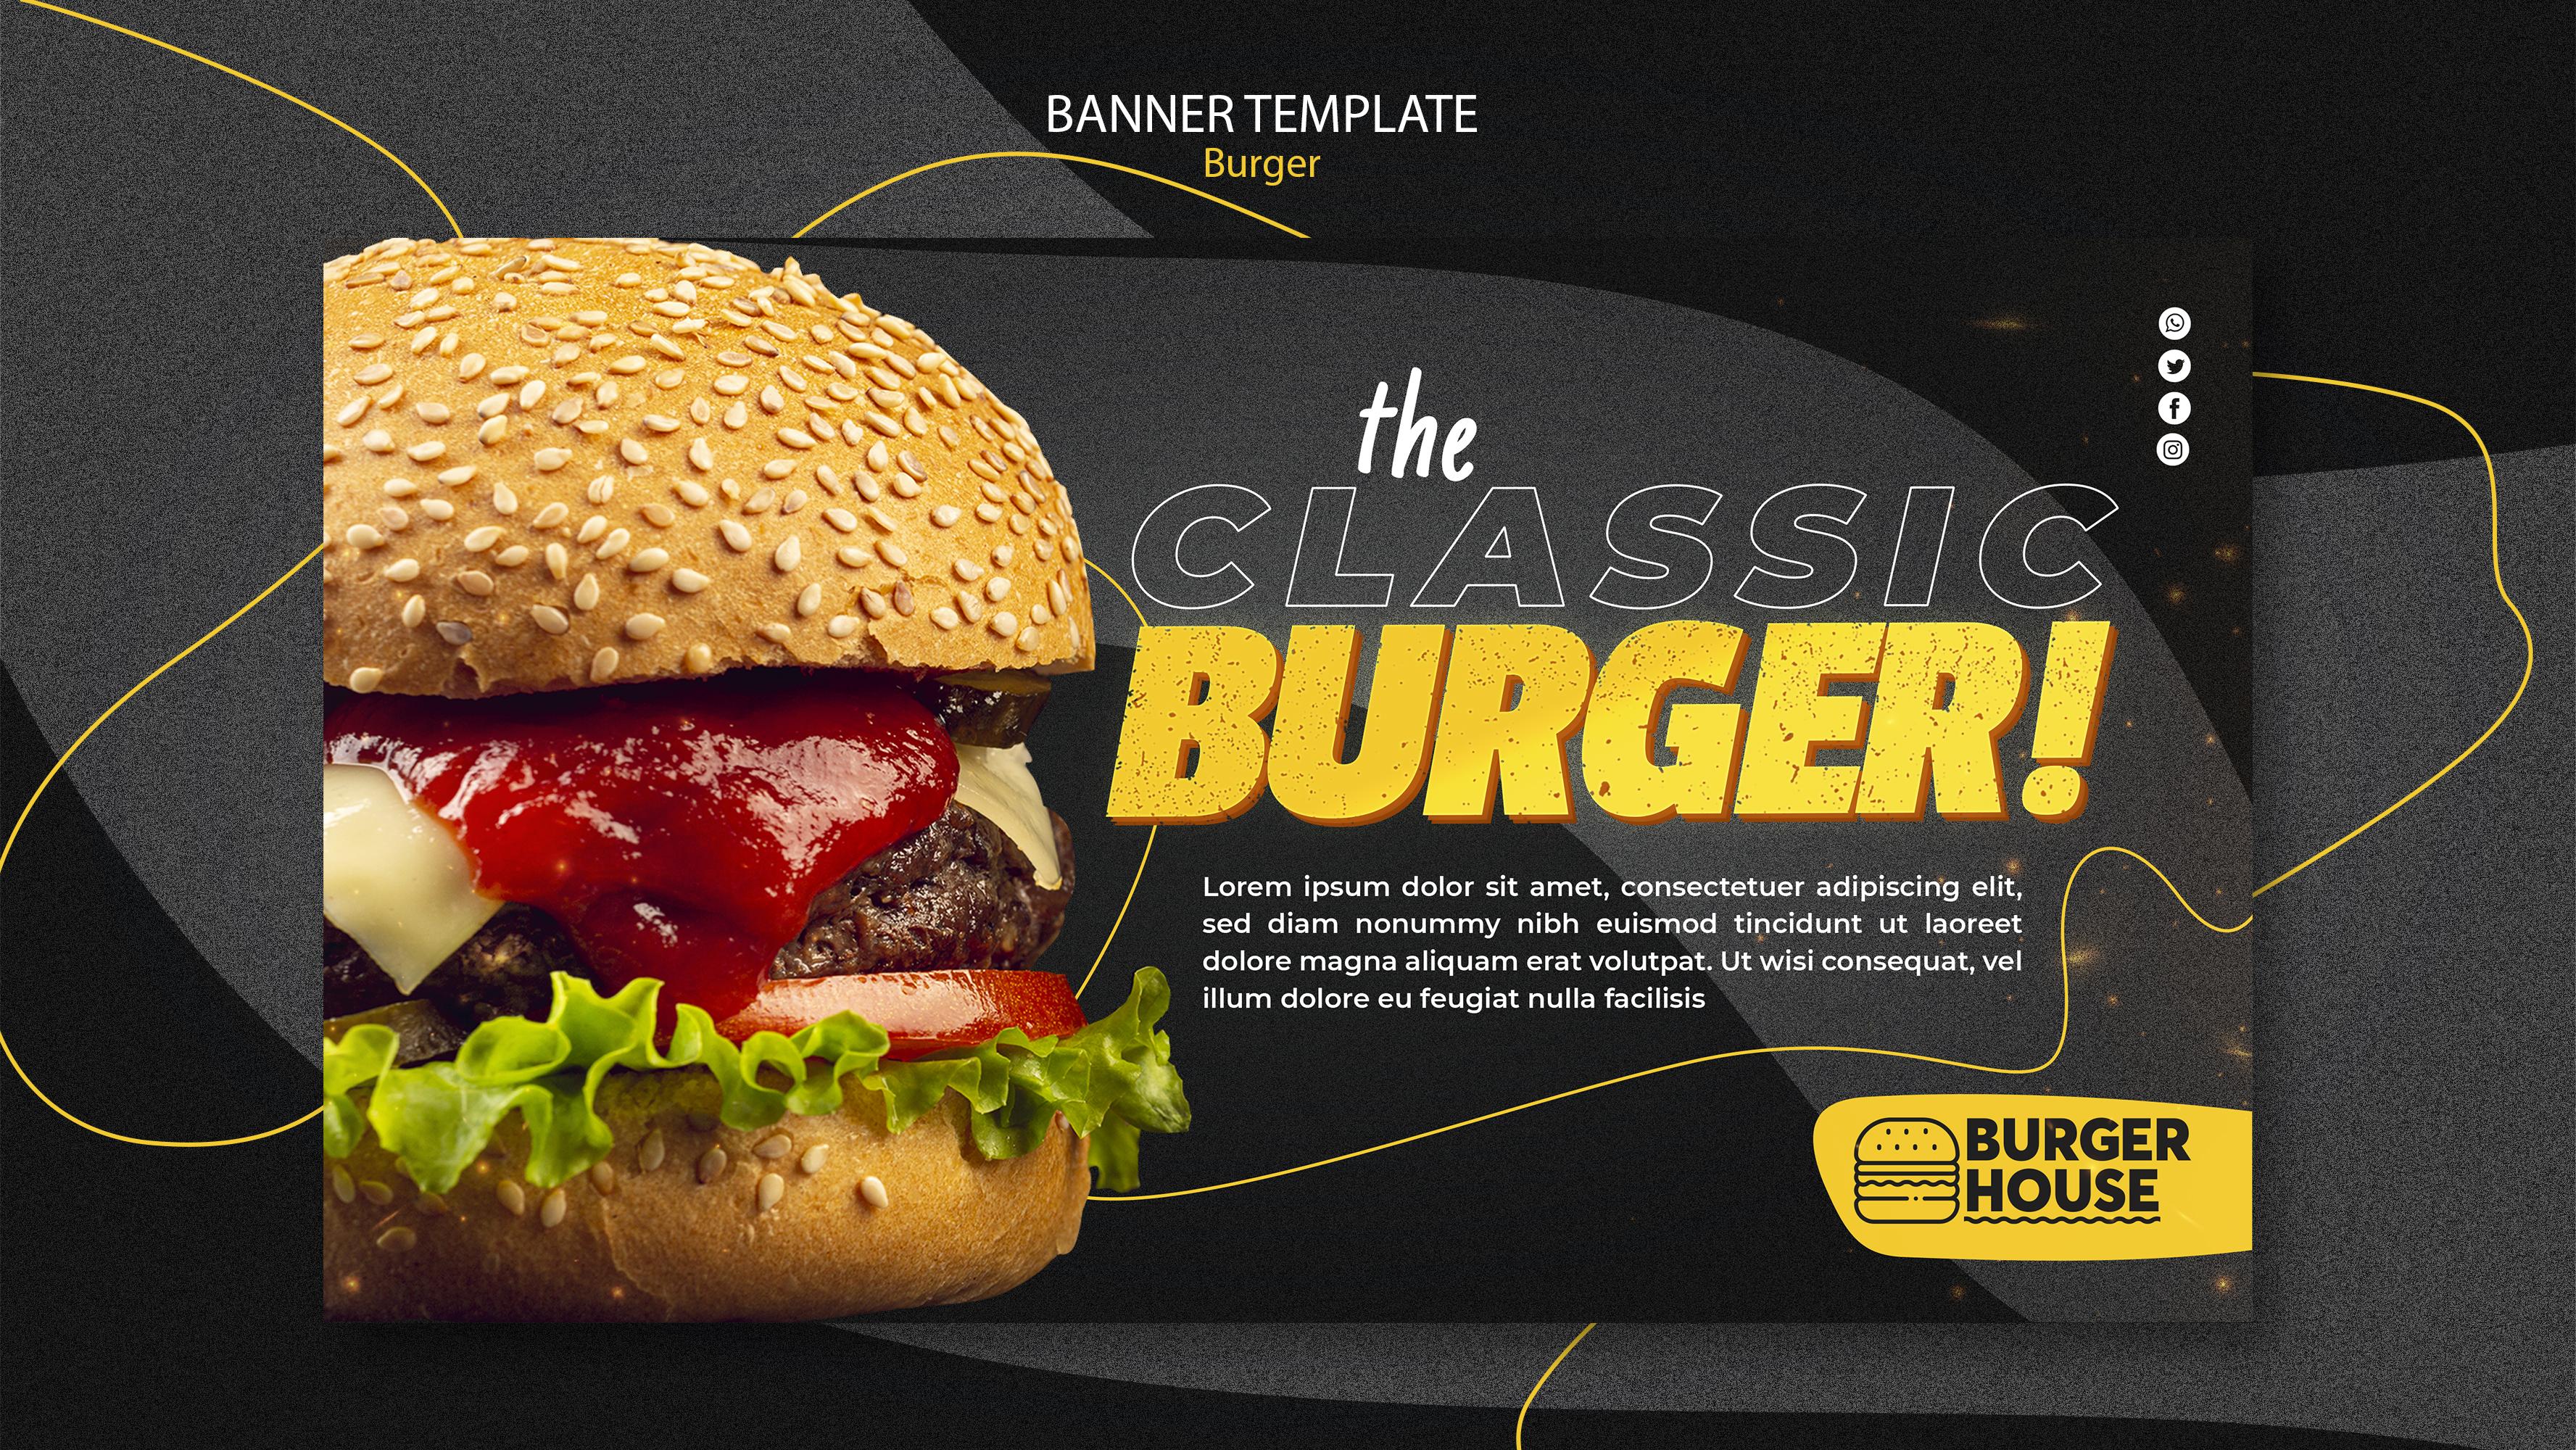 BANNER TEMPLATE
Burger
the
CLASSIC
BURGER!
Lorem ipsum dolor sit amet, consectetuer adipiscing elit,
sed diam nonummy nibh euismod tincidunt ut laoreet
dolore magna aliquam erat volutpat. Ut wisi consequat, vel
illum dolore eu feugiat nulla facilisis
BURGER
HOUSE